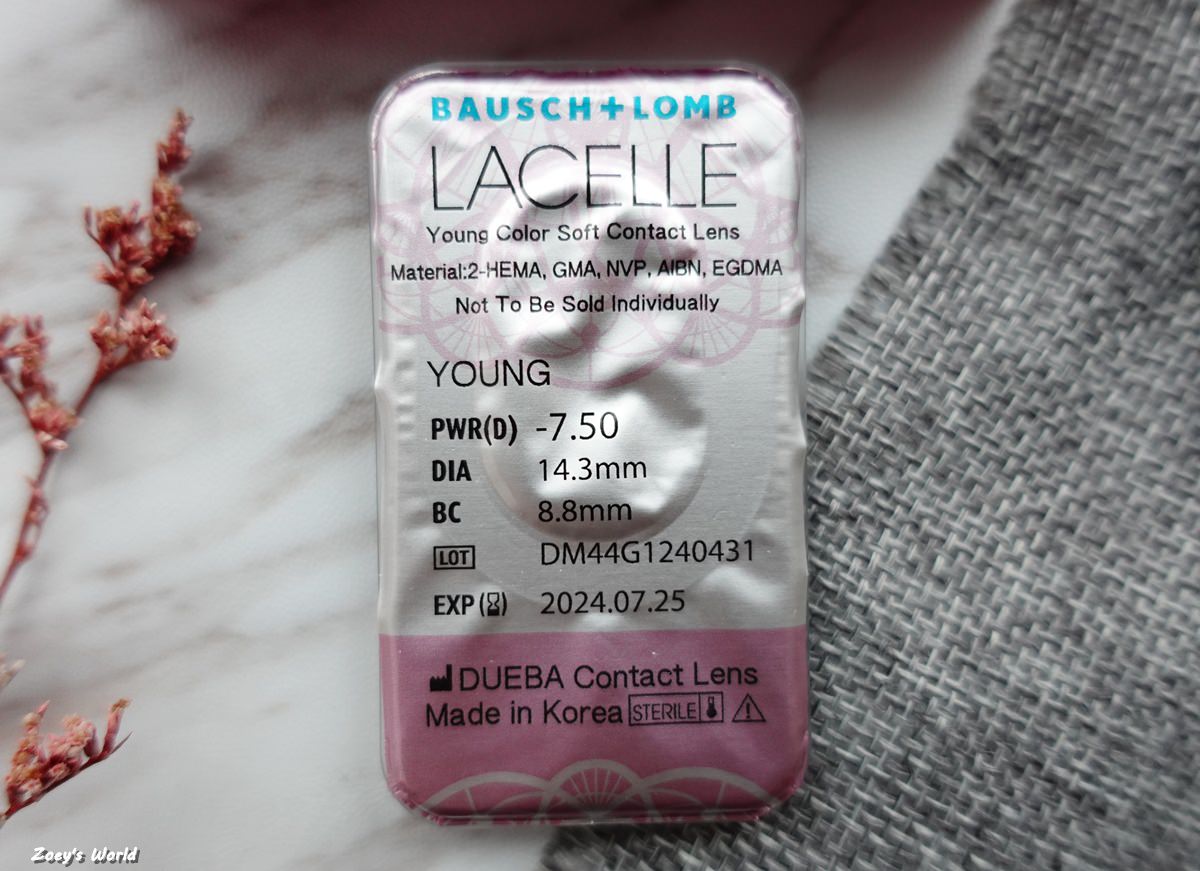 BAUSCH+LOMB
LACELLE
Young Color Soft Contact Lens
Material:2-HEMA, GMA, NVP, AIBN, EGDMA
Not To Be Sold Individually
YOUNG
PWR(D) -7.50
DIA 14.3mm
BC 8.8mm
LOT DM44G1240431
EXP(⌛) 2024.07.25
DUEBA Contact Lens
Made in Korea STERILE
Zoey's World